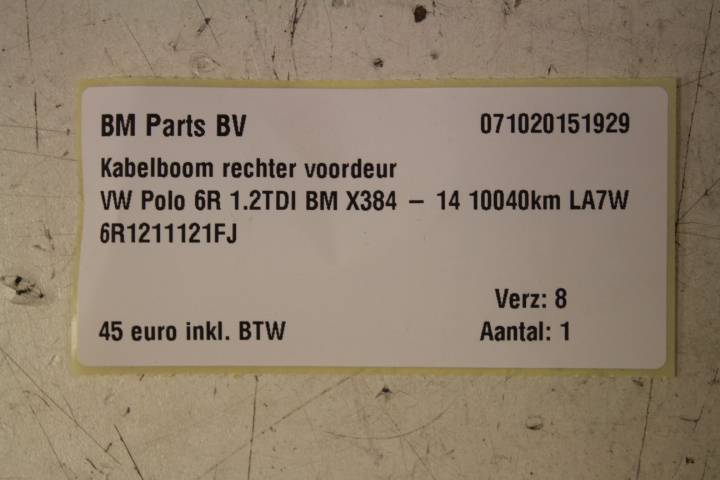 BM Parts BV 071020151929
Kabelboom rechter voordeur
VW Polo 6R 1.2TDI BM X384 – 14 10040km LA7W
6R1211121FJ
Verz: 8
45 euro inkl. BTW Aantal: 1